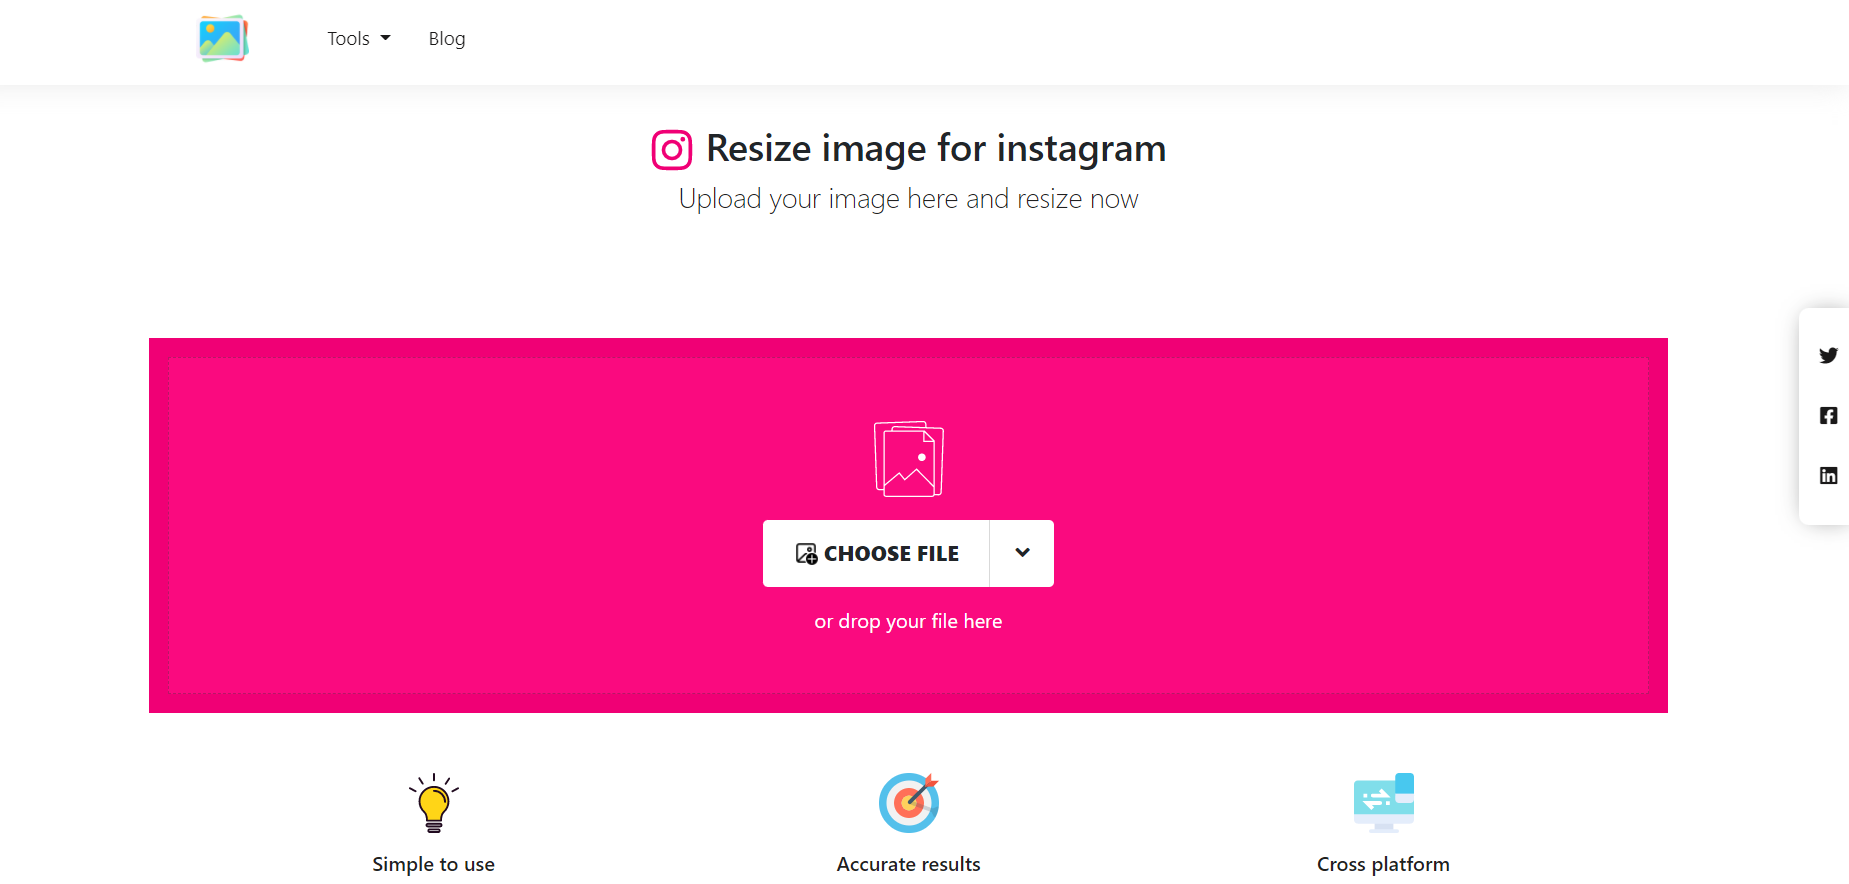 Tools Blog
Resize image for instagram
Upload your image here and resize now
CHOOSE FILE
or drop your file here
Simple to use
Accurate results
Cross platform